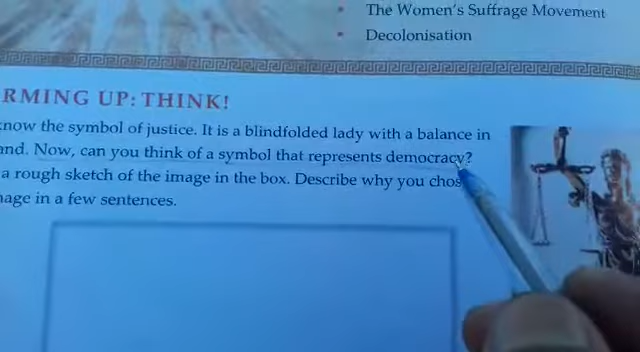 The Women's Suffrage Movement
Decolonisation
RMING UP: THINK!
know the symbol of justice. It is a blindfolded lady with a balance in
and. Now, can you think of a symbol that represents democracy?
a rough sketch of the image in the box. Describe why you chos
mage in a few sentences.